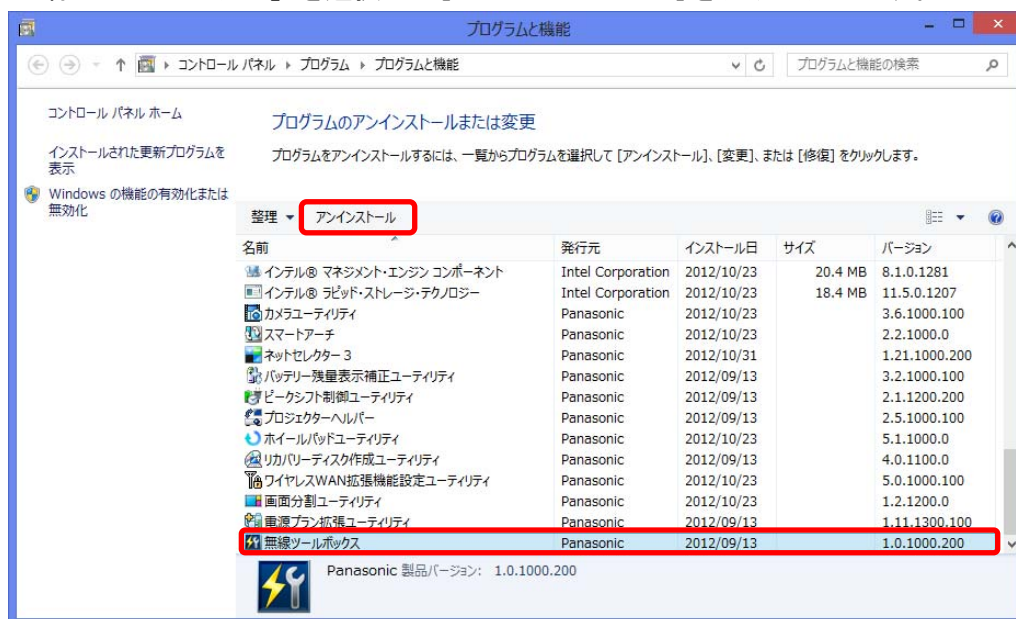 プログラムと機能
コントロール パネル プログラム プログラムと機能
プログラムと機能の検索
コントロール パネル ホーム
インストールされた更新プログラムを
表示
Windows の機能の有効化または
無効化
プログラムのアンインストールまたは変更
プログラムをアンインストールするには、一覧からプログラムを選択して [アンインストール]、[変更]、または [修復] をクリックします。
整理 アンインストール
名前 発行元 インストール日 サイズ バージョン
インテル® マネジメント・エンジン コンポーネント Intel Corporation 2012/10/23 20.4 MB 8.1.0.1281
インテル® ラピッド・ストレージ・テクノロジー Intel Corporation 2012/10/23 18.4 MB 11.5.0.1207
カメラユーティリティ Panasonic 2012/10/23 3.6.1000.100
スマートアーチ Panasonic 2012/10/23 2.2.1000.0
ネットセレクター 3 Panasonic 2012/10/31 1.21.1000.200
バッテリー残量表示補正ユーティリティ Panasonic 2012/09/13 3.2.1000.100
ピークシフト制御ユーティリティ Panasonic 2012/09/13 2.1.1200.200
プロジェクターヘルパー Panasonic 2012/09/13 2.5.1000.100
ホイールパッドユーティリティ Panasonic 2012/10/23 5.1.1000.0
リカバリーディスク作成ユーティリティ Panasonic 2012/09/13 4.0.1100.0
ワイヤレスWAN拡張機能設定ユーティリティ Panasonic 2012/10/23 5.0.1000.100
画面分割ユーティリティ Panasonic 2012/10/23 1.2.1200.0
電源プラン拡張ユーティリティ Panasonic 2012/09/13 1.11.1300.100
無線ツールボックス Panasonic 2012/09/13 1.0.1000.200
Panasonic 製品バージョン: 1.0.1000.200